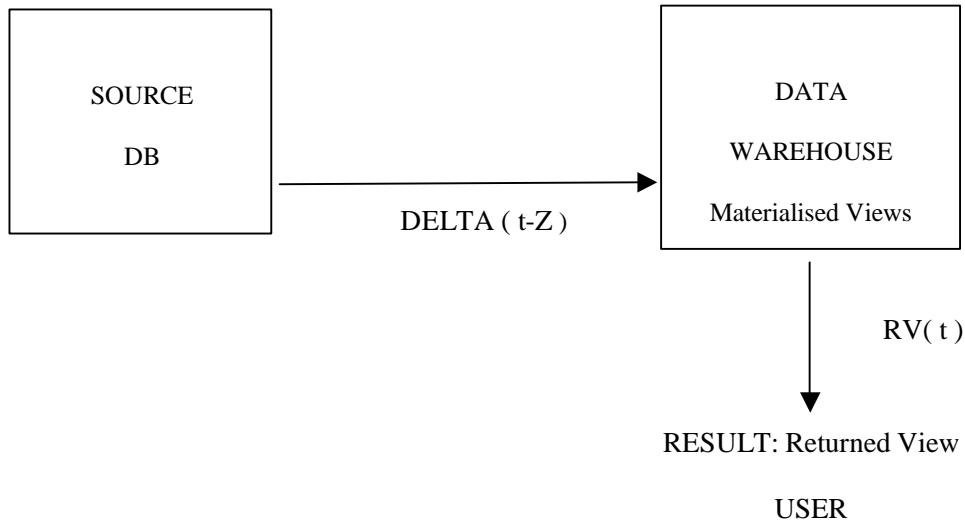 SOURCE
DB
DELTA ( t-Z )
DATA
WAREHOUSE
Materialised Views
RV( t )
RESULT: Returned View
USER